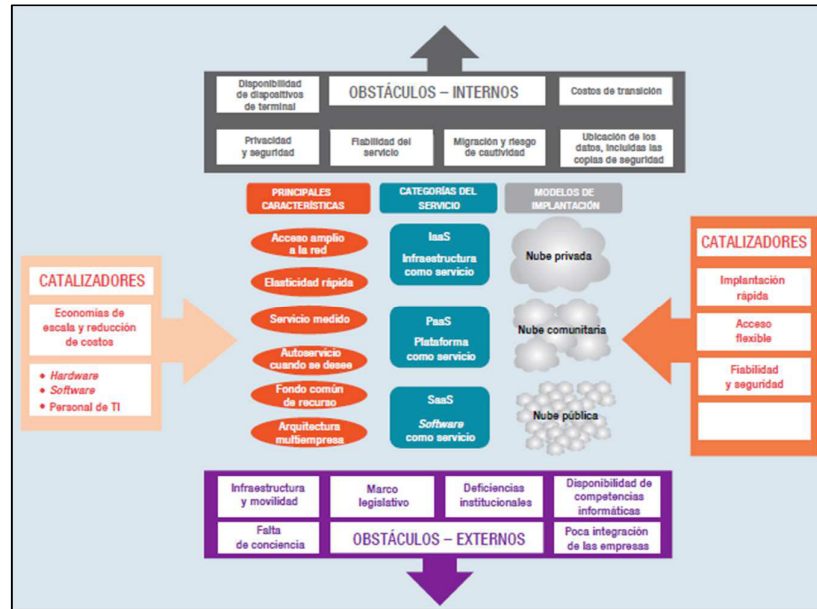 Disponibilidad
de dispositivos
de terminal
OBSTÁCULOS – INTERNOS
Costos de transición
Privacidad
y seguridad
Fiabilidad del
servicio
Migración y riesgo
de cautividad
Ubicación de los
datos, incluidas las
copias de seguridad
PRINCIPALES
CARACTERÍSTICAS
CATEGORÍAS DEL
SERVICIO
MODELOS DE
IMPLANTACIÓN
Acceso amplio
a la red
Elasticidad rápida
Servicio medido
Autoservicio
cuando se desee
Fondo común
de recurso
Arquitectura
multiempresa
IaaS
Infraestructura
como servicio
PaaS
Plataforma
como servicio
SaaS
Software
como servicio
Nube privada
Nube comunitaria
Nube pública
CATALIZADORES
Economías de
escala y reducción
de costos
• Hardware
• Software
• Personal de TI
CATALIZADORES
Implantación
rápida
Acceso
flexible
Fiabilidad
y seguridad
Infraestructura
y movilidad
Marco
legislativo
Deficiencias
institucionales
Disponibilidad de
competencias
informáticas
Falta
de conciencia
OBSTÁCULOS – EXTERNOS
Poca integración
de las empresas